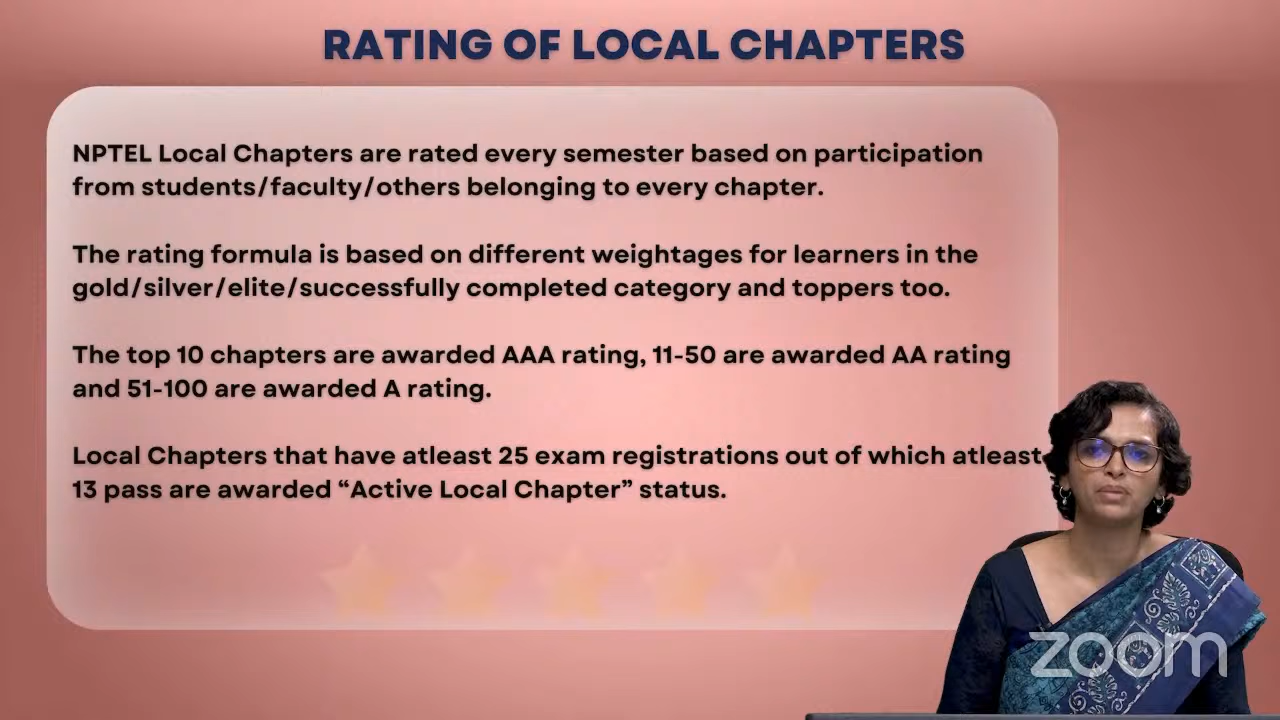 RATING OF LOCAL CHAPTERS
NPTEL Local Chapters are rated every semester based on participation
from students/faculty/others belonging to every chapter.
The rating formula is based on different weightages for learners in the
gold/silver/elite/successfully completed category and toppers too.
The top 10 chapters are awarded AAA rating, 11-50 are awarded AA rating
and 51-100 are awarded A rating.
Local Chapters that have atleast 25 exam registrations out of which atleast
13 pass are awarded “Active Local Chapter” status.
zoom